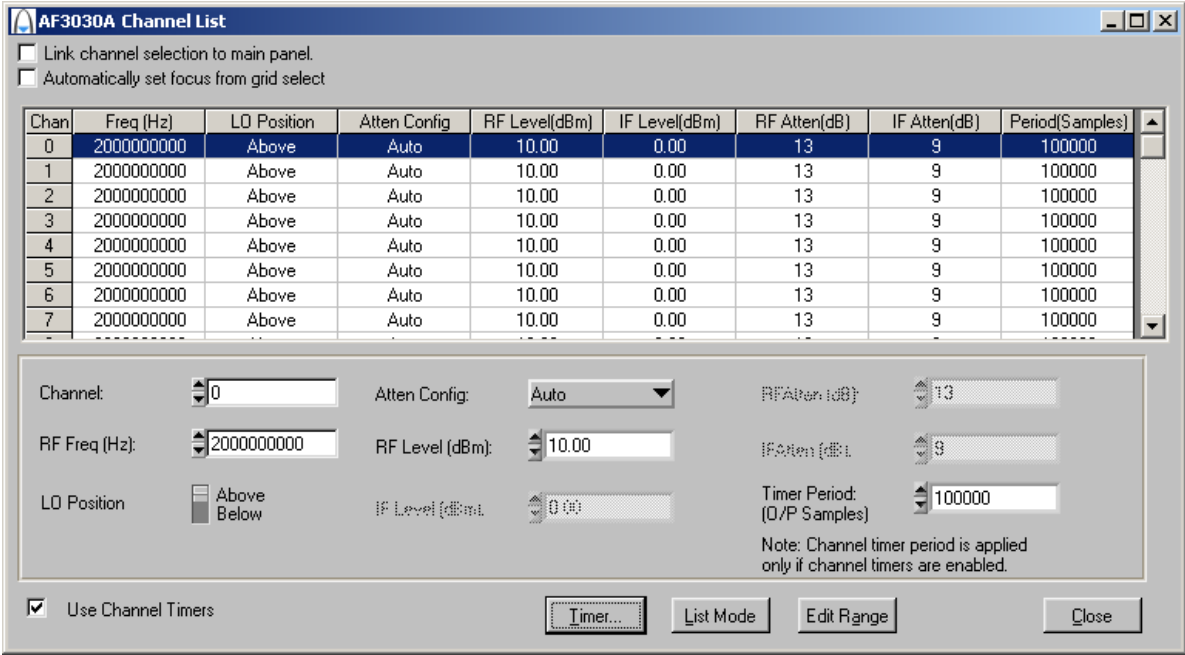 AF3030A Channel List
Link channel selection to main panel.
Automatically set focus from grid select
Chan Freq (Hz) LO Position Atten Config RF Level(dBm) IF Level(dBm) RF Atten(dB) IF Atten(dB) Period(Samples)
0 2000000000 Above Auto 10.00 0.00 13 9 100000
1 2000000000 Above Auto 10.00 0.00 13 9 100000
2 2000000000 Above Auto 10.00 0.00 13 9 100000
3 2000000000 Above Auto 10.00 0.00 13 9 100000
4 2000000000 Above Auto 10.00 0.00 13 9 100000
5 2000000000 Above Auto 10.00 0.00 13 9 100000
6 2000000000 Above Auto 10.00 0.00 13 9 100000
7 2000000000 Above Auto 10.00 0.00 13 9 100000
Channel: 0 Atten Config: Auto RFAtten (dB): 13
RF Freq (Hz): 2000000000 RF Level (dBm): 10.00 IFAtten (dB): 9
LO Position Above
Below
IF Level (dBm): 0.00
Timer Period:
(O/P Samples)
100000
Note: Channel timer period is applied
only if channel timers are enabled.
Use Channel Timers Timer... List Mode Edit Range Close